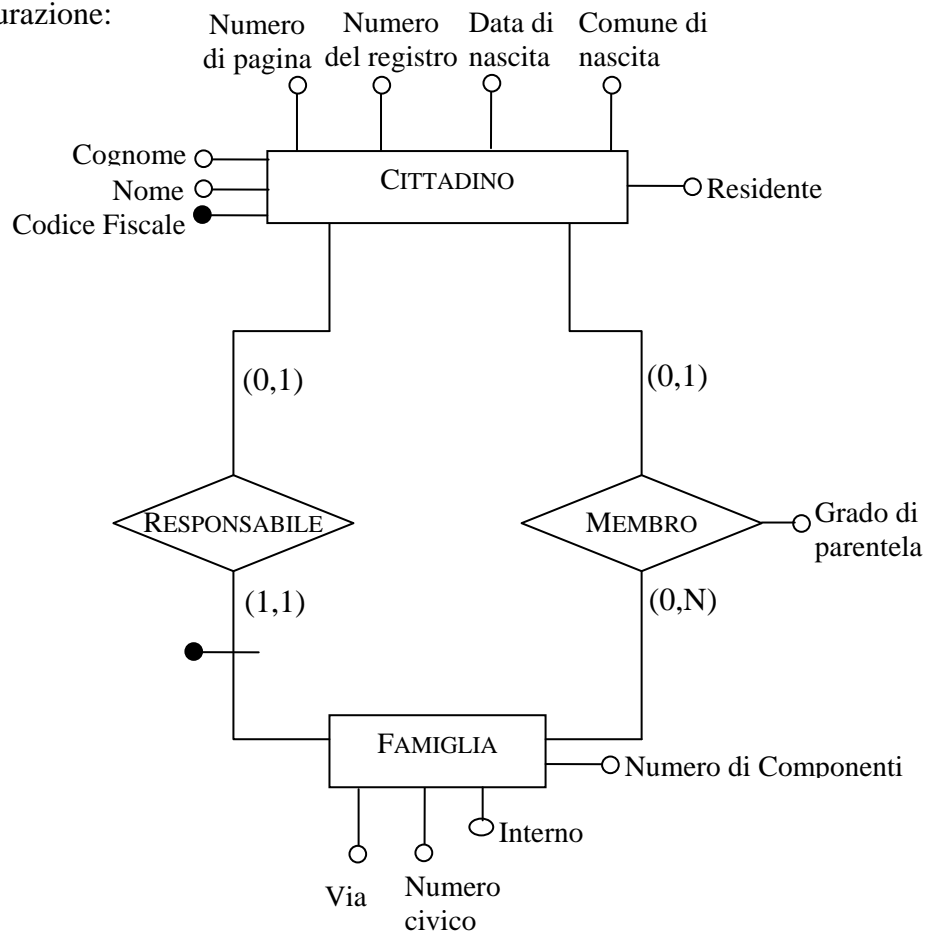 urazione:
Numero
di pagina
Numero
del registro
Data di
nascita
Comune di
nascita
Cognome
Nome
Codice Fiscale
CITTADINO
Residente
(0,1)
(0,1)
RESPONSABILE
MEMBRO
Grado di
parentela
(1,1)
(0,N)
FAMIGLIA
Numero di Componenti
Interno
Via
Numero
civico